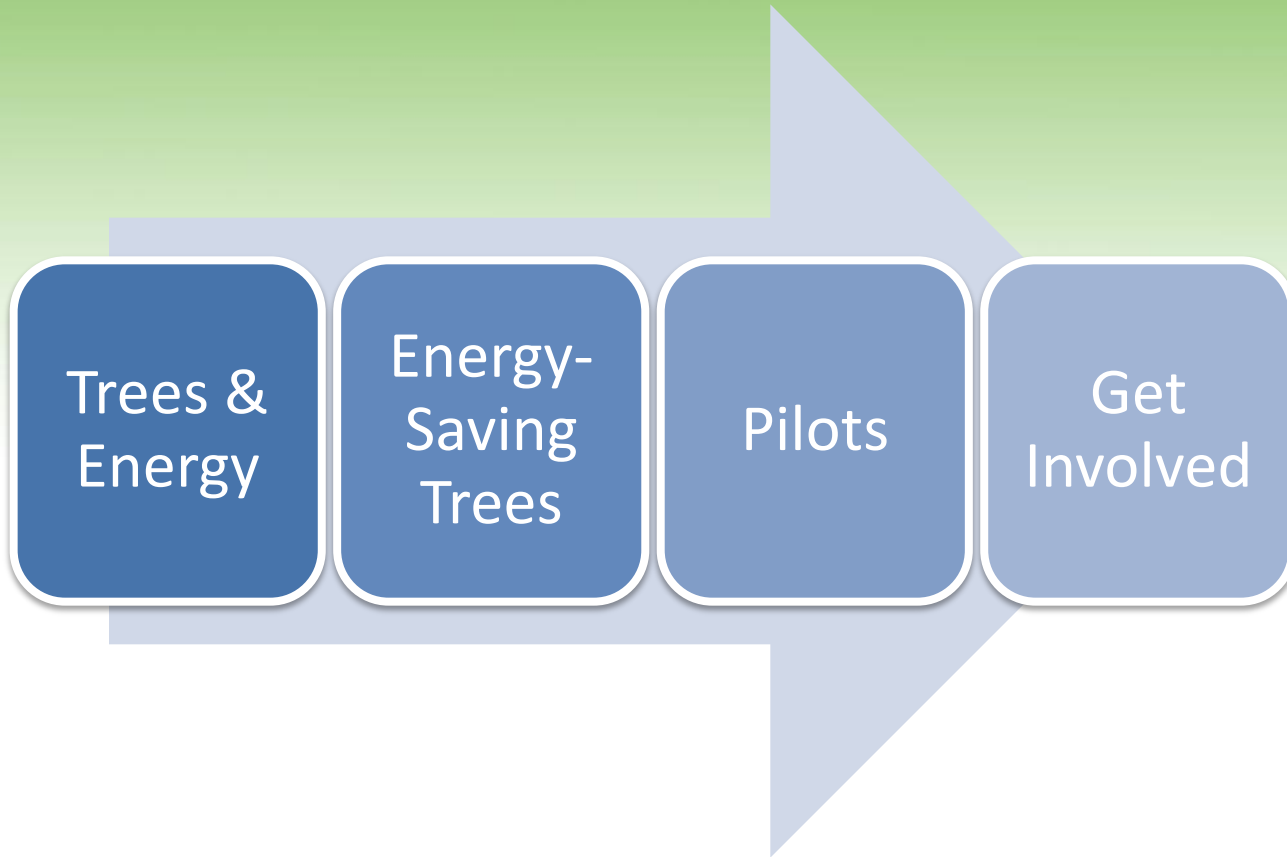 Trees &
Energy
Energy-
Saving
Trees
Pilots
Get
Involved